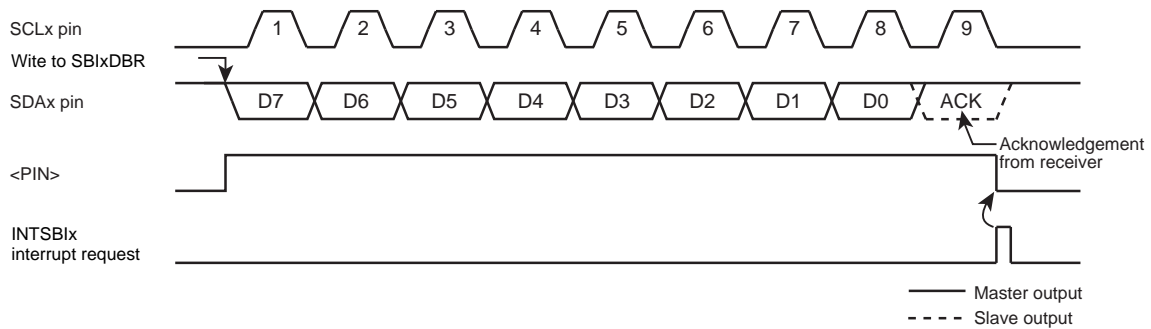 SCLx pin
1 2 3 4 5 6 7 8 9
Wite to SBIxDBR
SDAx pin
D7 D6 D5 D4 D3 D2 D1 D0 ACK
Acknowledgement
from receiver
<PIN>
INTSBIx
interrupt request
Master output
Slave output